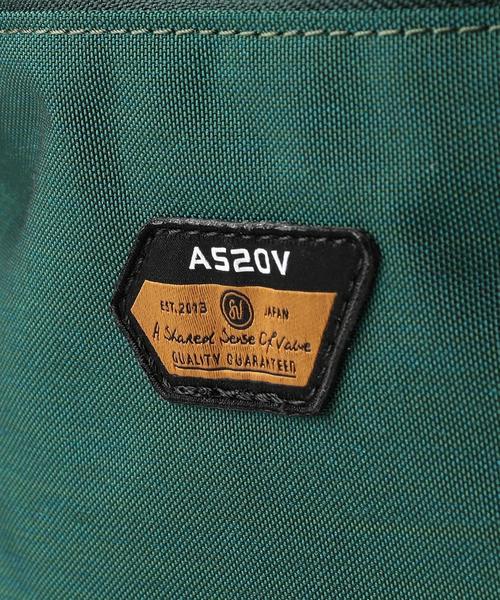 AS2OV
EST.2013 JAPAN
A Shared Sense Of Value
QUALITY GUARANTEED